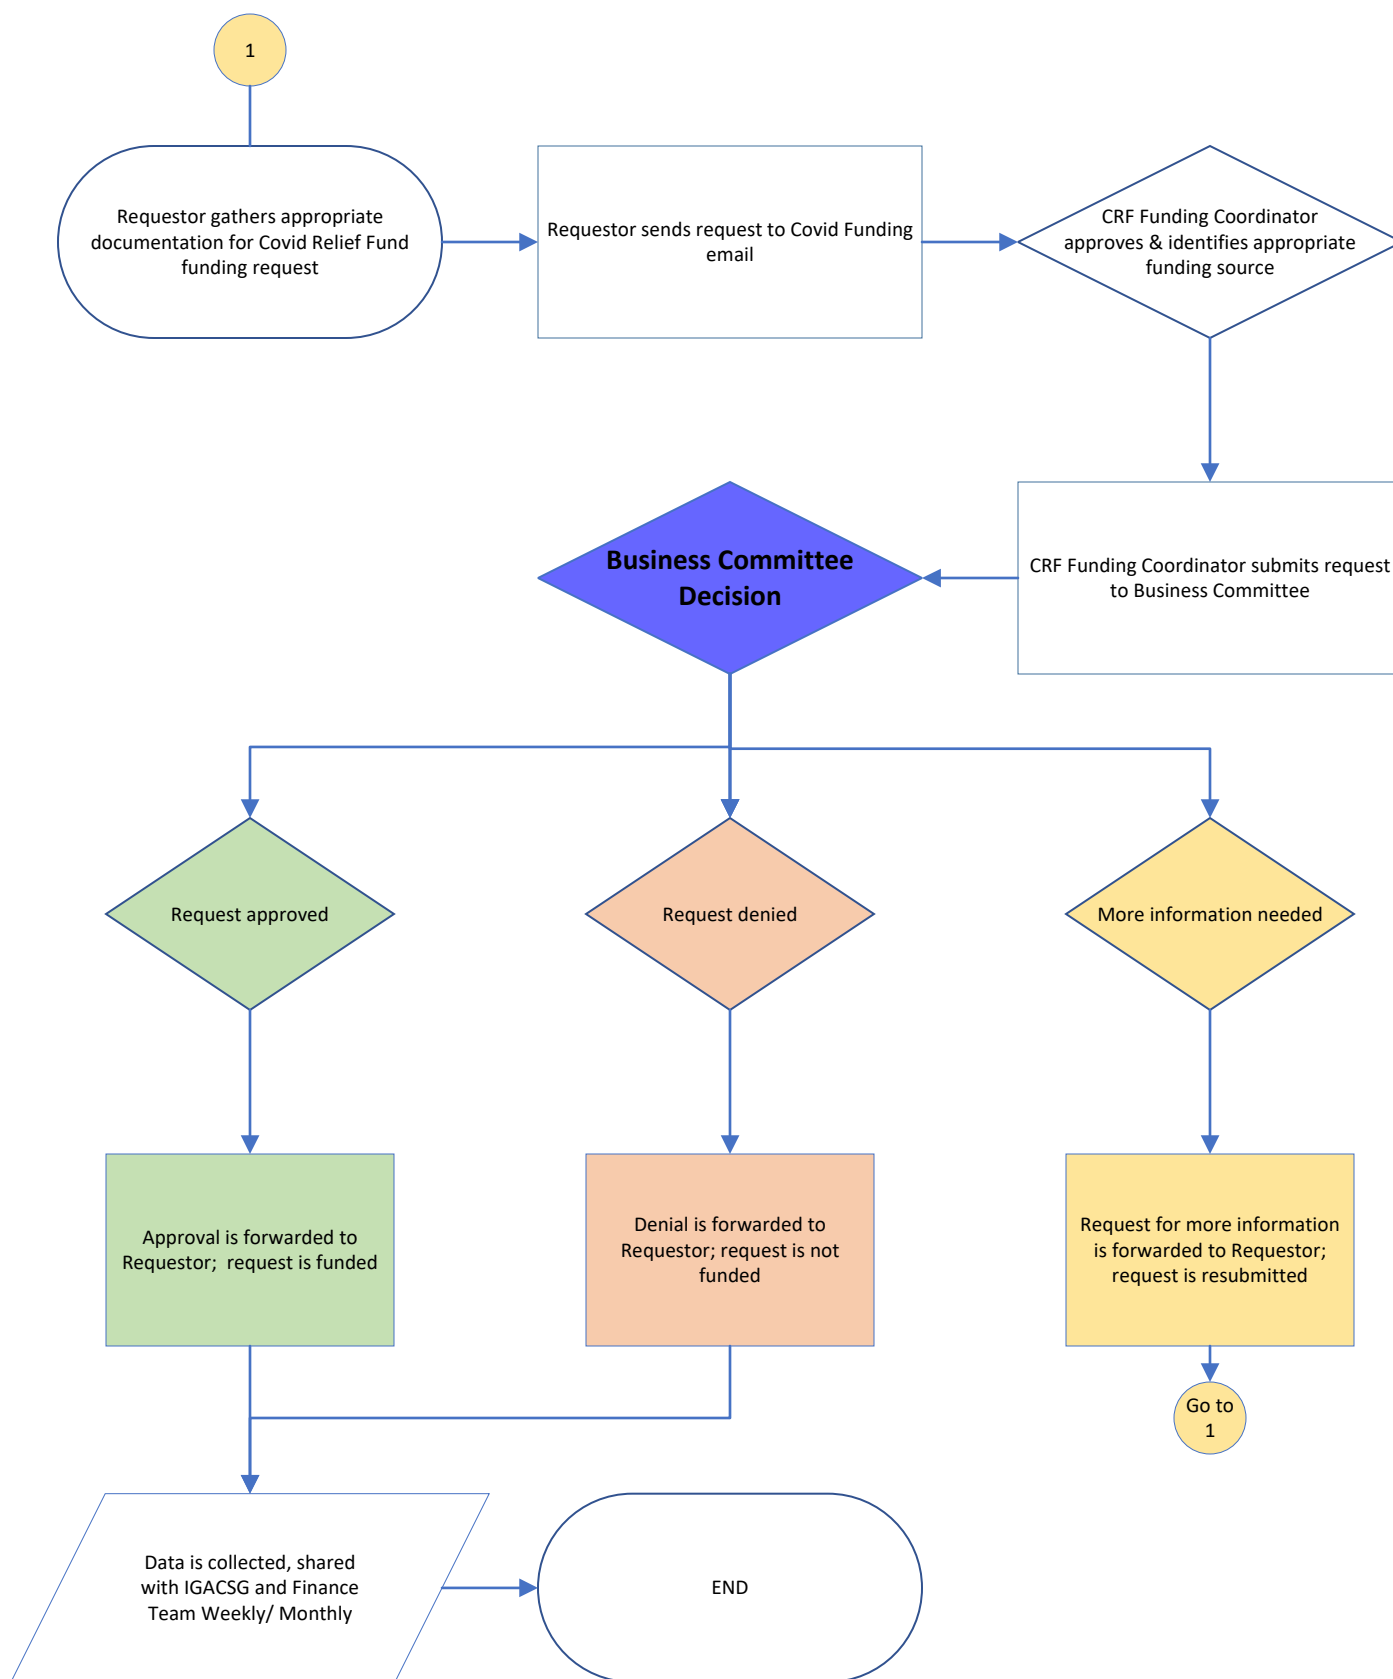 1
Requestor gathers appropriate
documentation for Covid Relief Fund
funding request
Requestor sends request to Covid Funding
email
CRF Funding Coordinator
approves & identifies appropriate
funding source
Business Committee
Decision
CRF Funding Coordinator submits request
to Business Committee
Request approved
Request denied
More information needed
Approval is forwarded to
Requestor;  request is funded
Denial is forwarded to
Requestor; request is not
funded
Request for more information
is forwarded to Requestor;
request is resubmitted
Go to
1
Data is collected, shared
with IGACSG and Finance
Team Weekly/ Monthly
END